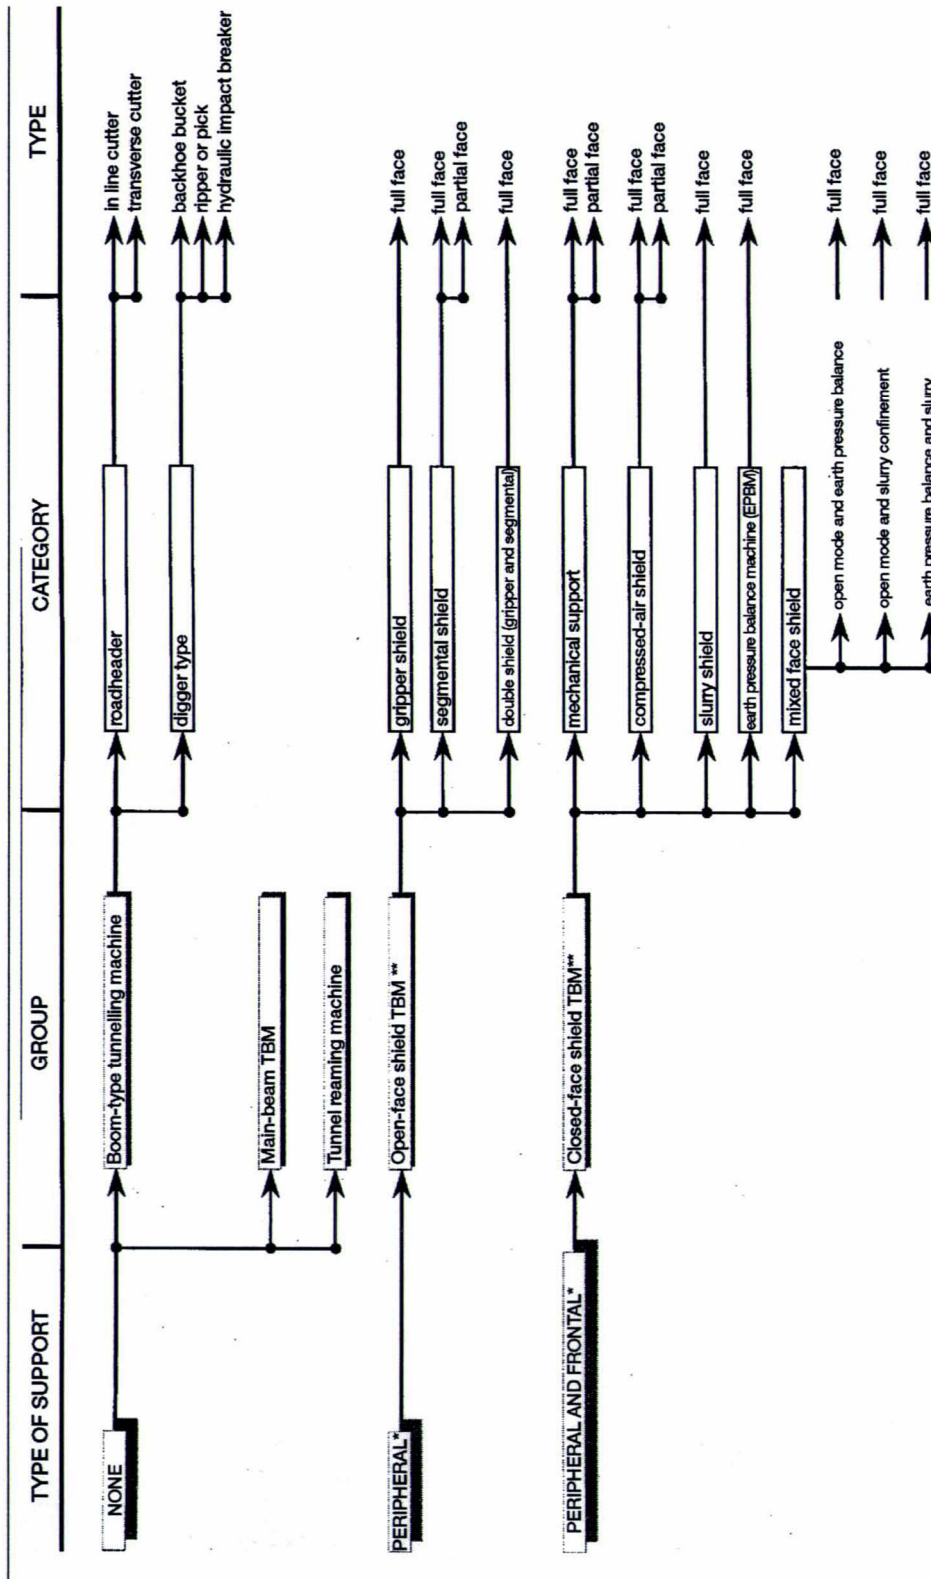 TYPE OF SUPPORT
GROUP
CATEGORY
TYPE
NONE
Boom-type tunnelling machine
roadheader
in line cutter
transverse cutter
digger type
backhoe bucket
ripper or pick
hydraulic impact breaker
Main-beam TBM
Tunnel reaming machine
PERIPHERAL*
Open-face shield TBM **
gripper shield
full face
segmental shield
full face
partial face
double shield (gripper and segmental)
full face
PERIPHERAL AND FRONTAL*
Closed-face shield TBM**
mechanical support
full face
partial face
compressed-air shield
full face
partial face
slurry shield
full face
earth pressure balance machine (EPBM)
full face
mixed face shield
open mode and earth pressure balance
full face
open mode and slurry confinement
full face
earth pressure balance and slurry
full face